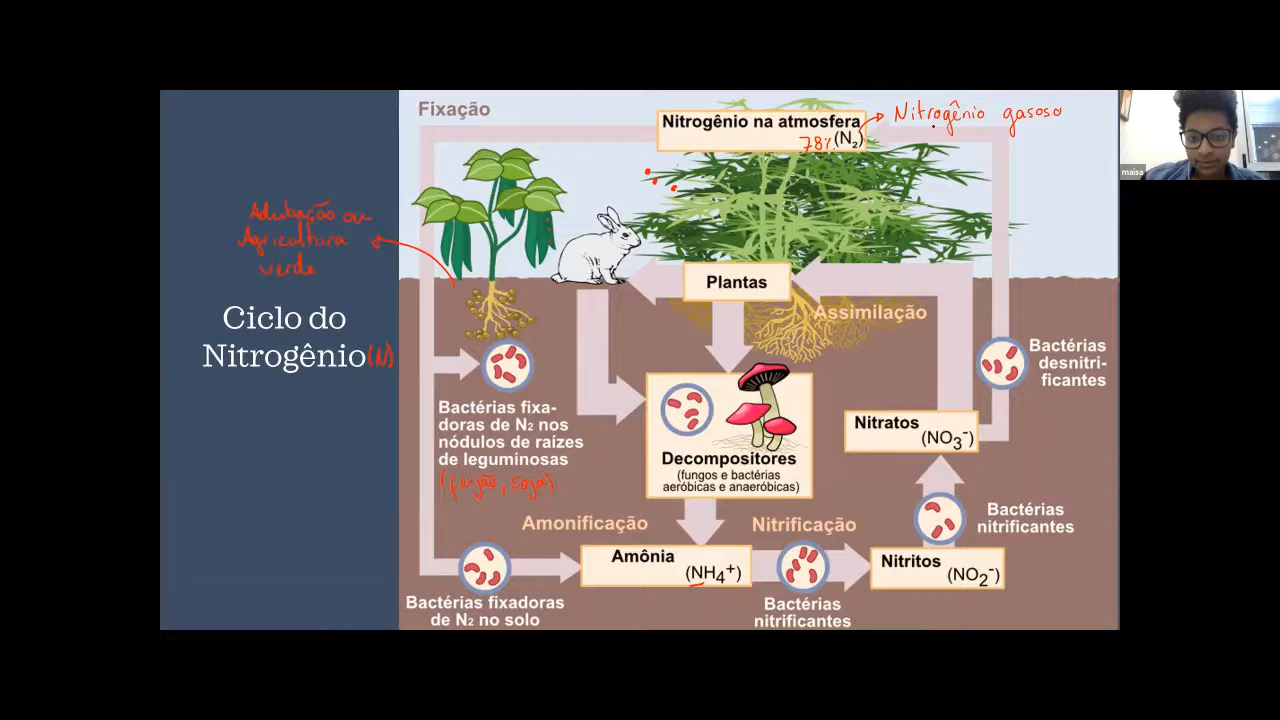 Fixação
Nitrogênio na atmosfera
78% (N₂)
Nitrogênio gasoso
maisa
Adubação ou
Agricultura
verde
Ciclo do
Nitrogênio (N)
Plantas
Assimilação
Bactérias
desnitri-
ficantes
Bactérias fixa-
doras de N₂ nos
nódulos de raízes
de leguminosas
(feijão, soja)
Decompositores
(fungos e bactérias
aeróbicas e anaeróbicas)
Nitratos
(NO₃⁻)
Amonificação
Nitrificação
Bactérias
nitrificantes
Amônia
(NH₄⁺)
Nitritos
(NO₂⁻)
Bactérias fixadoras
de N₂ no solo
Bactérias
nitrificantes